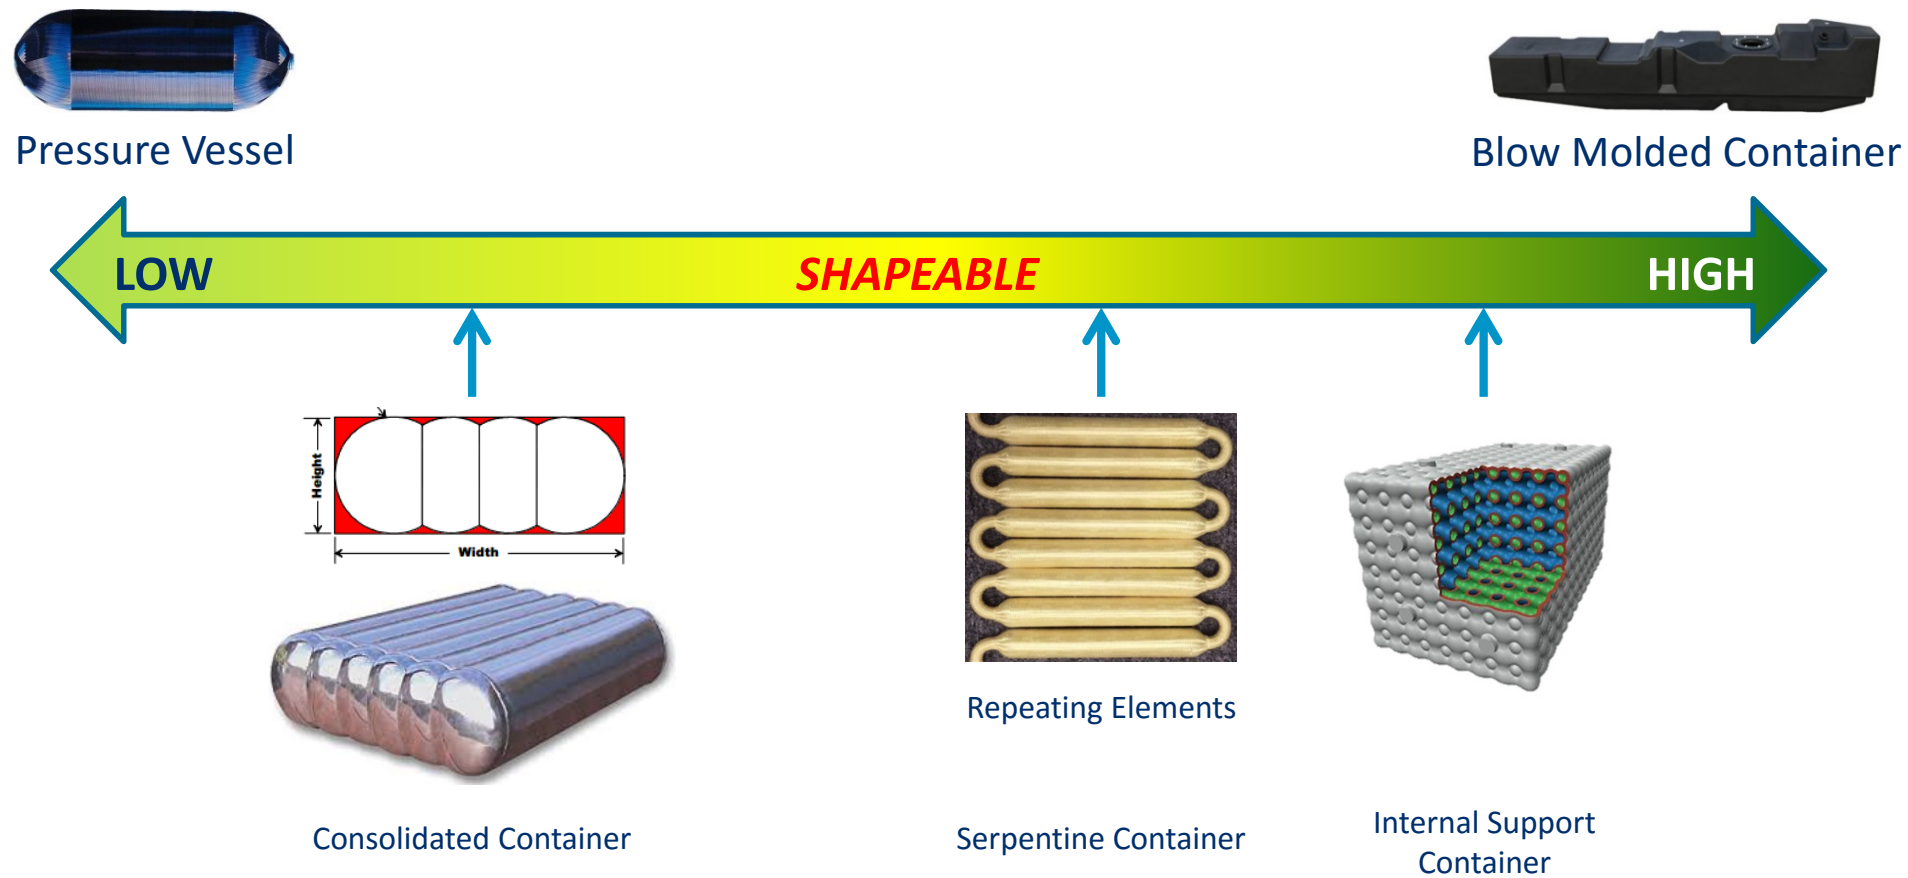 Pressure Vessel
Blow Molded Container
LOW
SHAPEABLE
HIGH
Height
Width
Repeating Elements
Consolidated Container
Serpentine Container
Internal Support
Container